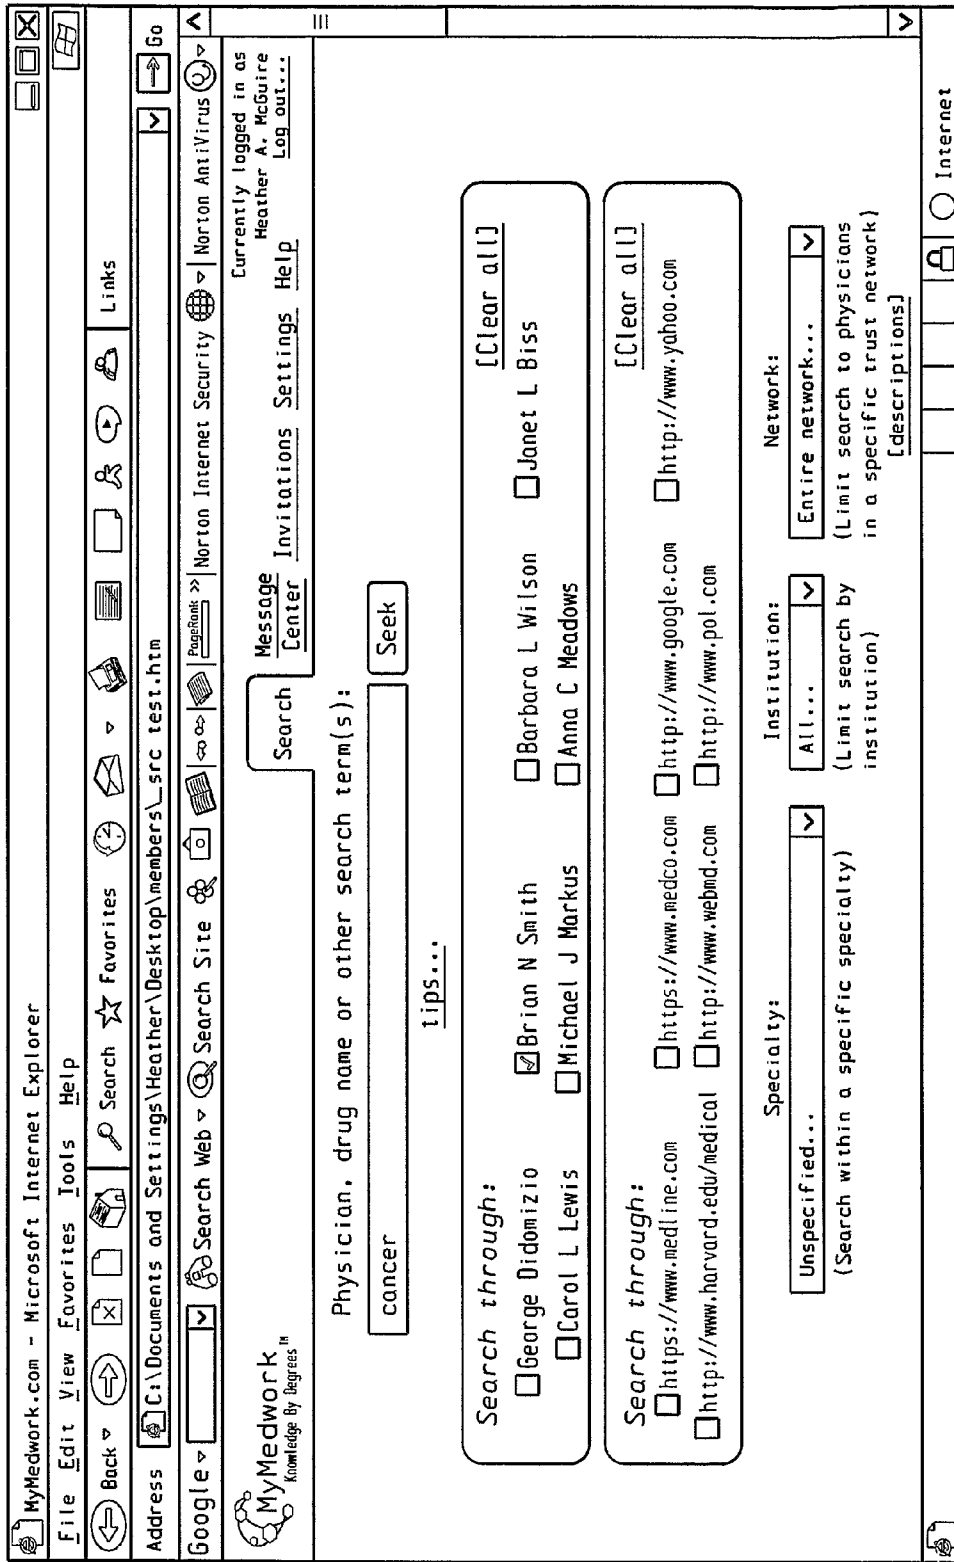 MyMedwork.com - Microsoft Internet Explorer
File Edit View Favorites Tools Help
Back Search Favorites Links
Address C:\Documents and Settings\Heather\Desktop\members\_src test.htm Go
Google Search Web Search Site PageRank >> Norton Internet Security Norton AntiVirus
MyMedwork
Knowledge By Degrees™
Search
Message
Center
Invitations Settings Help
Currently logged in as
Heather A. McGuire
Log out...
Physician, drug name or other search term(s):
cancer Seek
tips...
Search through: [Clear all]
George Didomizio Brian N Smith Barbara L Wilson Janet L Biss
Carol L Lewis Michael J Markus Anna C Meadows
Search through: [Clear all]
https://www.medline.com https://www.medco.com http://www.google.com http://www.yahoo.com
http://www.harvard.edu/medical http://www.webmd.com http://www.pol.com
Specialty: Institution: Network:
Unspecified... All... Entire network...
(Search within a specific specialty) (Limit search by (Limit search to physicians
institution) in a specific trust network)
[descriptions]
Internet